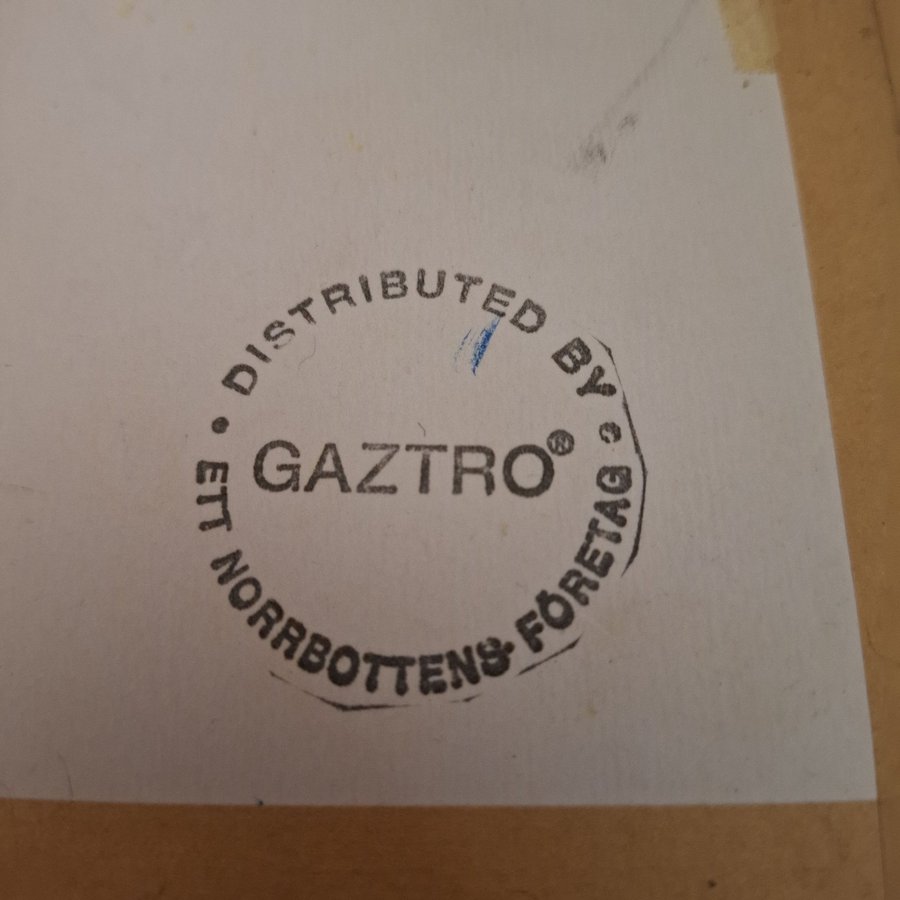 • DISTRIBUTED BY •
GAZTRO®
ETT NORRBOTTENS FÖRETAG